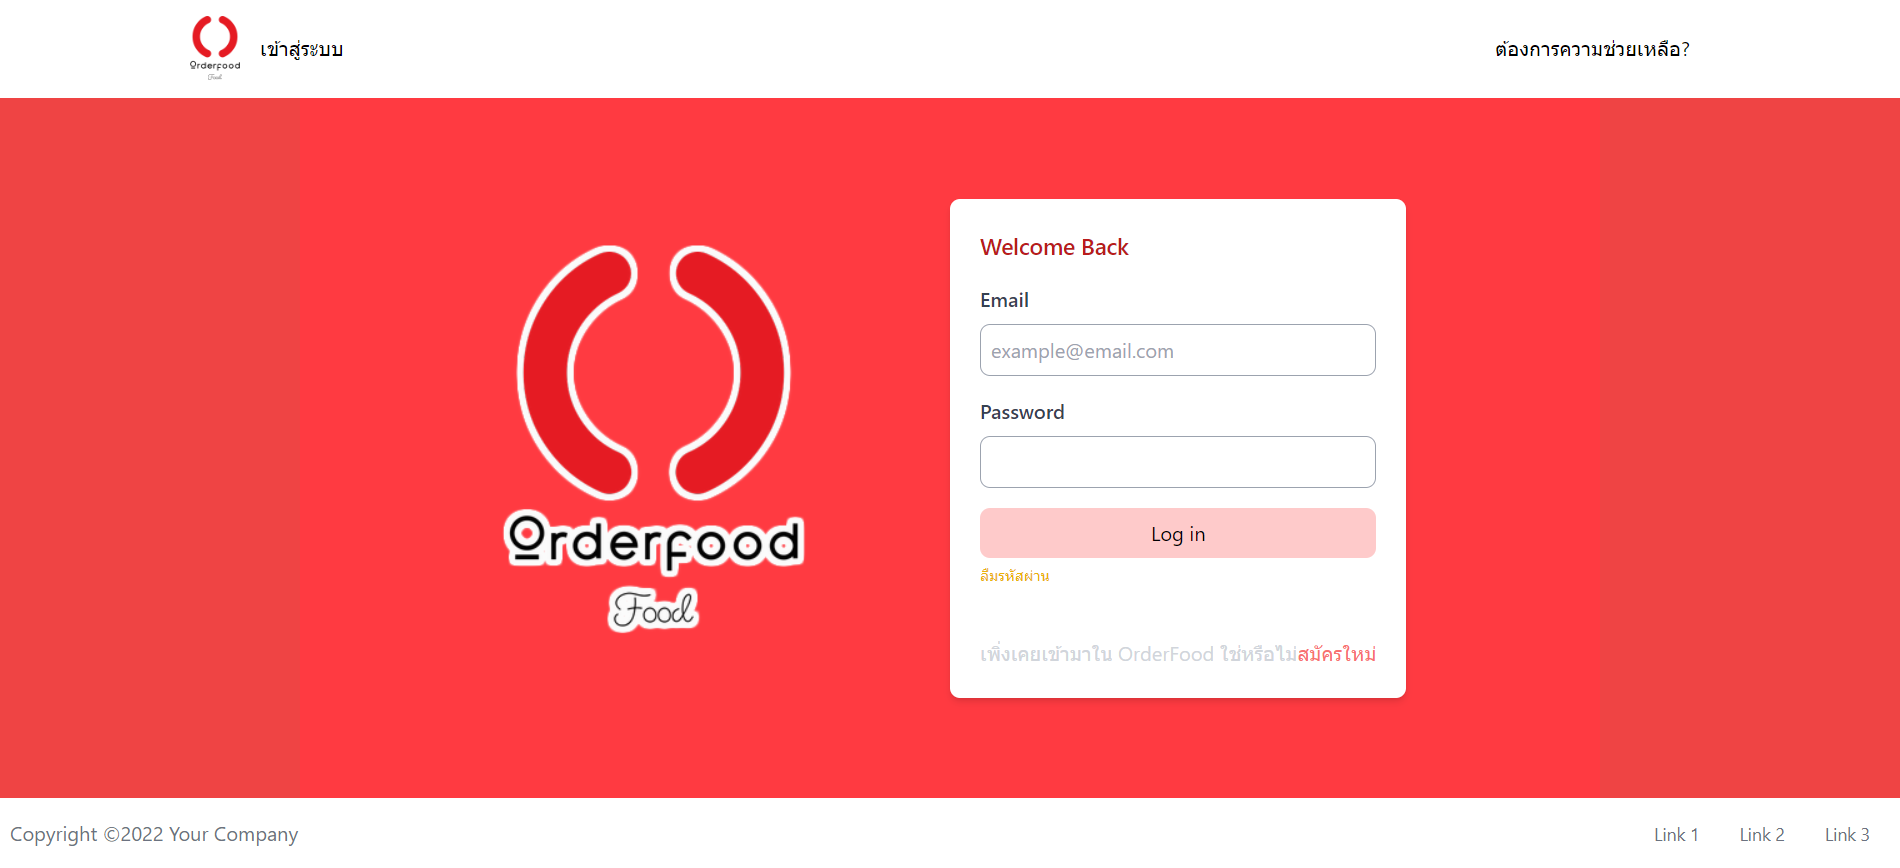 Orderfood
Food
เข้าสู่ระบบ
ต้องการความช่วยเหลือ?
Orderfood
Food
Welcome Back
Email
example@email.com
Password
Log in
ลืมรหัสผ่าน
เพิ่งเคยเข้ามาใน OrderFood ใช่หรือไม่สมัครใหม่
Copyright ©2022 Your Company
Link 1
Link 2
Link 3